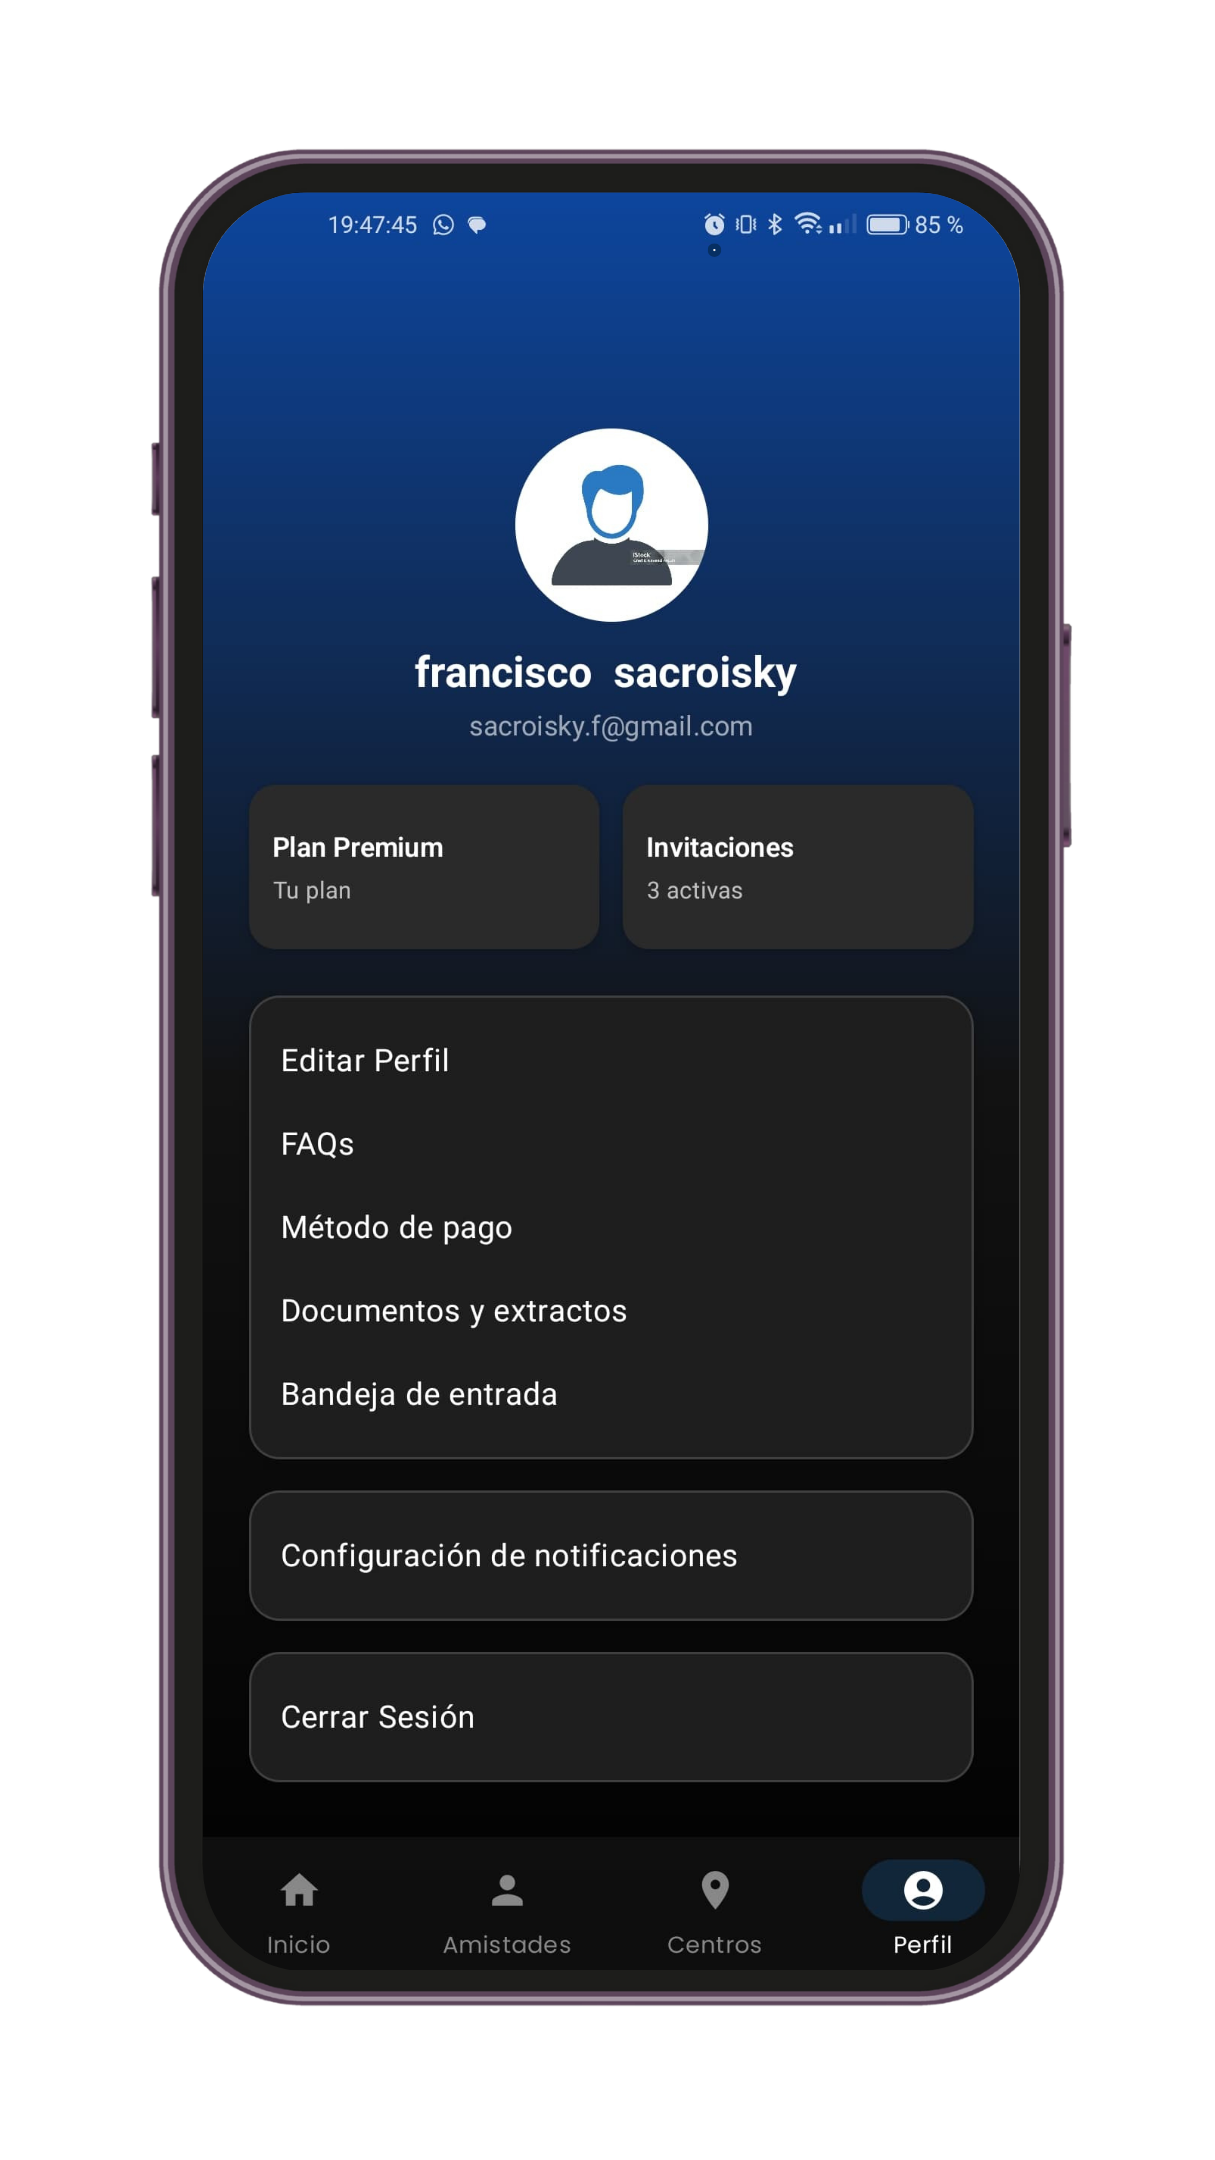 19:47:45 85 %
iStock
francisco sacroisky
sacroisky.f@gmail.com
Plan Premium
Tu plan
Invitaciones
3 activas
Editar Perfil
FAQs
Método de pago
Documentos y extractos
Bandeja de entrada
Configuración de notificaciones
Cerrar Sesión
Inicio Amistades Centros Perfil